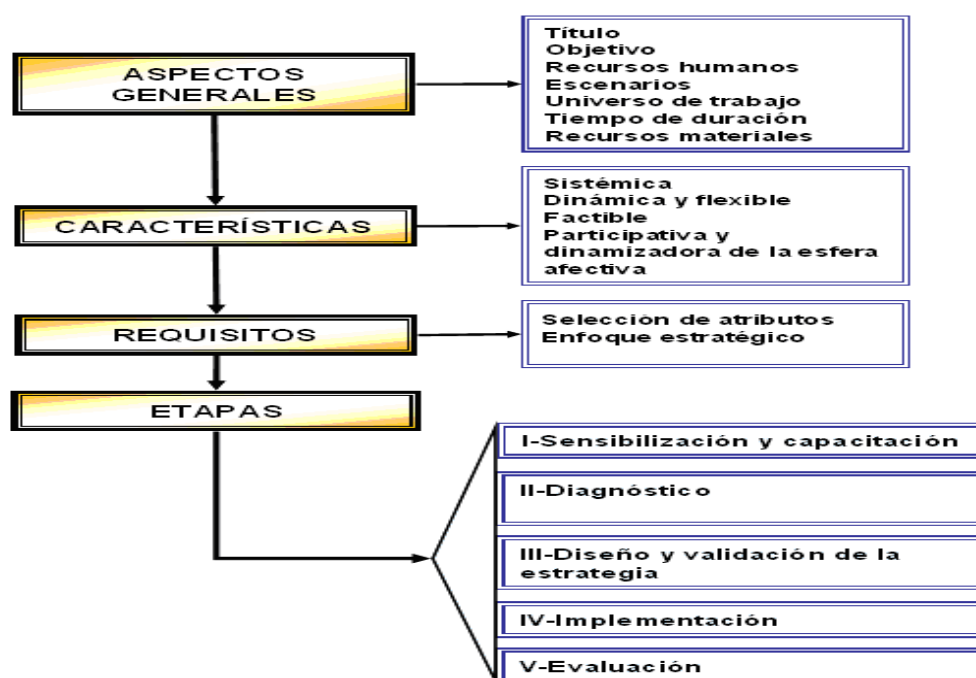 ASPECTOS
GENERALES
Título
Objetivo
Recursos humanos
Escenarios
Universo de trabajo
Tiempo de duración
Recursos materiales
CARACTERÍSTICAS
Sistémica
Dinámica y flexible
Factible
Participativa y
dinamizadora de la esfera
afectiva
REQUISITOS
Selección de atributos
Enfoque estratégico
ETAPAS
I-Sensibilización y capacitación
II-Diagnóstico
III-Diseño y validación de la
estrategia
IV-Implementación
V-Evaluación